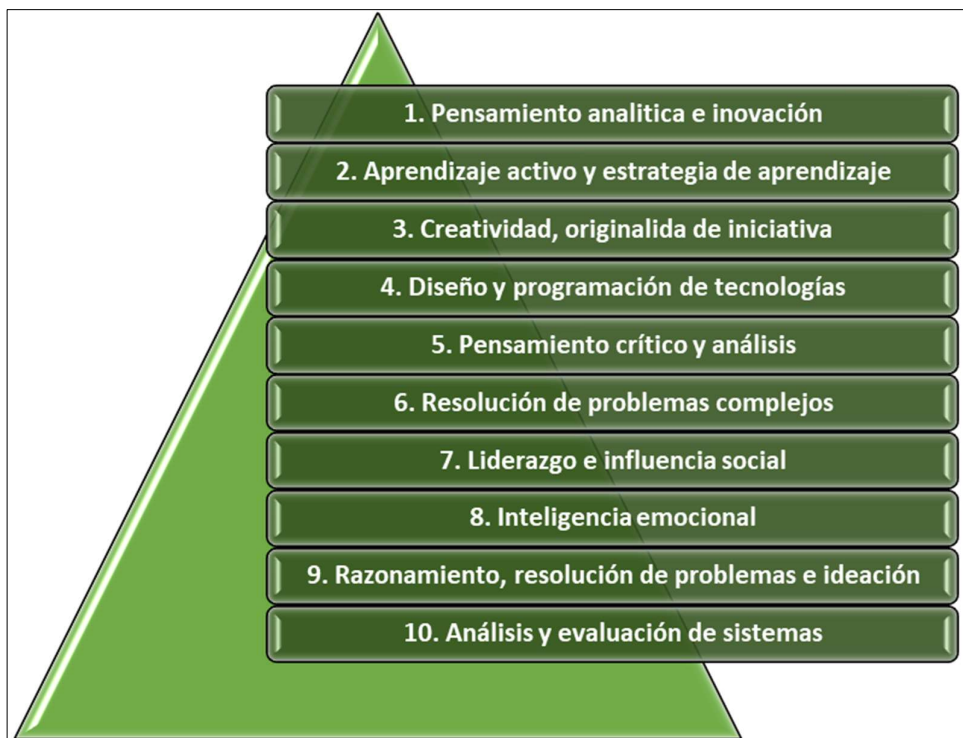 1. Pensamiento analitica e inovación
2. Aprendizaje activo y estrategia de aprendizaje
3. Creatividad, originalida de iniciativa
4. Diseño y programación de tecnologías
5. Pensamiento crítico y análisis
6. Resolución de problemas complejos
7. Liderazgo e influencia social
8. Inteligencia emocional
9. Razonamiento, resolución de problemas e ideación
10. Análisis y evaluación de sistemas